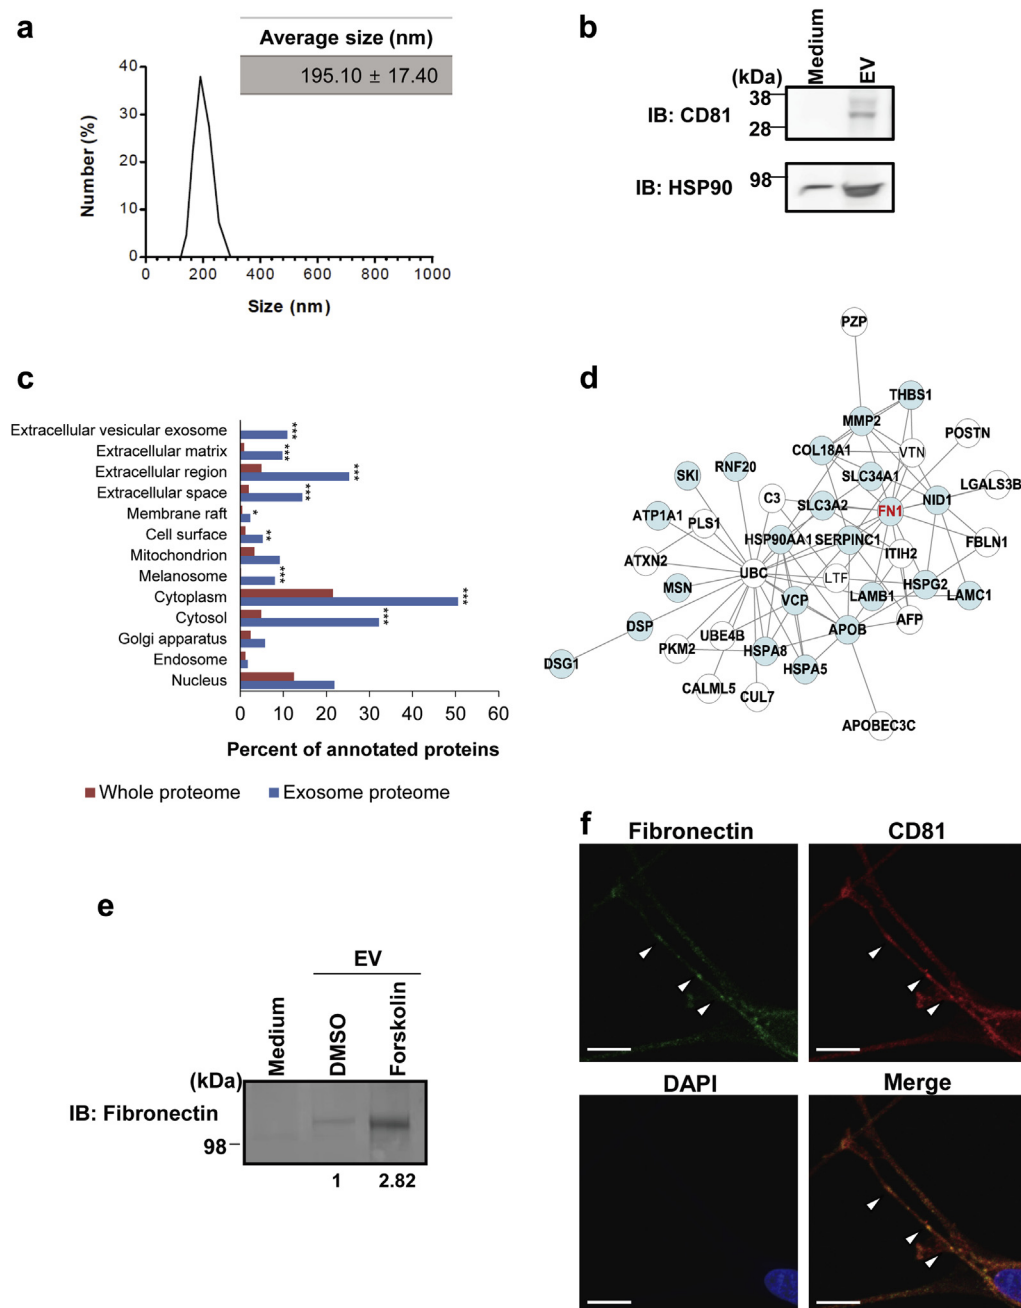 a
Average size (nm)
195.10 ± 17.40
Number (%)
40
30
20
10
0
0 200 400 600 800 1000
Size (nm)
b
(kDa)
Medium
EV
38
IB: CD81
28
98
IB: HSP90
c
Extracellular vesicular exosome
***
Extracellular matrix
***
Extracellular region
***
Extracellular space
***
Membrane raft
*
Cell surface
**
Mitochondrion
Melanosome
***
Cytoplasm
***
Cytosol
***
Golgi apparatus
Endosome
Nucleus
0 10 20 30 40 50 60
Percent of annotated proteins
Whole proteome
Exosome proteome
d
PZP
THBS1
MMP2
POSTN
COL18A1
VTN
RNF20
SKI
SLC34A1
LGALS3B
C3
NID1
SLC3A2
FN1
ATP1A1
PLS1
HSP90AA1
SERPINC1
FBLN1
ITIH2
ATXN2
UBC
LTF
HSPG2
MSN
VCP
LAMB1
LAMC1
AFP
DSP
UBE4B
APOB
PKM2
HSPA8
DSG1
HSPA5
CALML5
CUL7
APOBEC3C
e
EV
Medium
DMSO
Forskolin
(kDa)
IB: Fibronectin
98
1 2.82
f
Fibronectin
CD81
DAPI
Merge